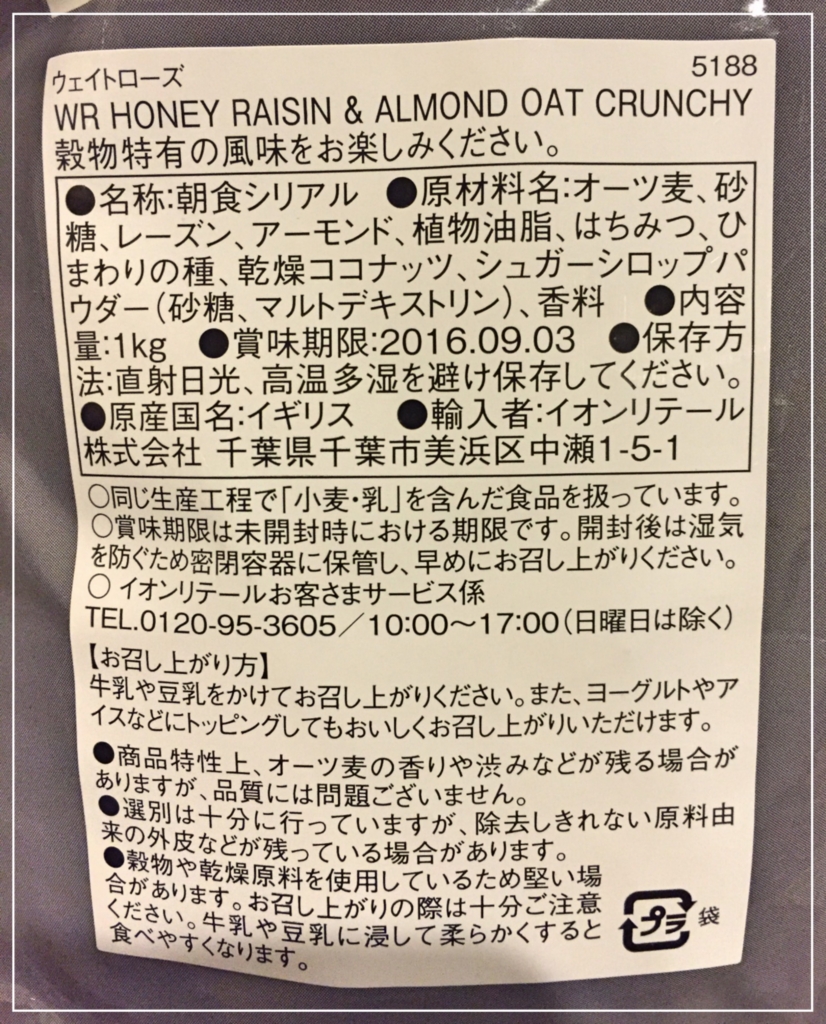 ウェイトローズ 5188
WR HONEY RAISIN & ALMOND OAT CRUNCHY
穀物特有の風味をお楽しみください。
●名称:朝食シリアル ●原材料名:オーツ麦、砂
糖、レーズン、アーモンド、植物油脂、はちみつ、ひ
まわりの種、乾燥ココナッツ、シュガーシロップパ
ウダー(砂糖、マルトデキストリン)、香料 ●内容
量:1kg ●賞味期限:2016.09.03 ●保存方
法:直射日光、高温多湿を避け保存してください。
●原産国名:イギリス ●輸入者:イオンリテール
株式会社 千葉県千葉市美浜区中瀬1-5-1
○同じ生産工程で「小麦・乳」を含んだ食品を扱っています。
○賞味期限は未開封時における期限です。開封後は湿気
を防ぐため密閉容器に保管し、早めにお召し上がりください。
○ イオンリテールお客さまサービス係
TEL.0120-95-3605/10:00～17:00(日曜日は除く)
【お召し上がり方】
牛乳や豆乳をかけてお召し上がりください。また、ヨーグルトやア
イスなどにトッピングしてもおいしくお召し上がりいただけます。
●商品特性上、オーツ麦の香りや渋みなどが残る場合が
ありますが、品質には問題ございません。
●選別は十分に行っていますが、除去しきれない原料由
来の外皮などが残っている場合があります。
●穀物や乾燥原料を使用しているため堅い場
合があります。お召し上がりの際は十分ご注意
ください。牛乳や豆乳に浸して柔らかくすると
食べやすくなります。
プラ 袋